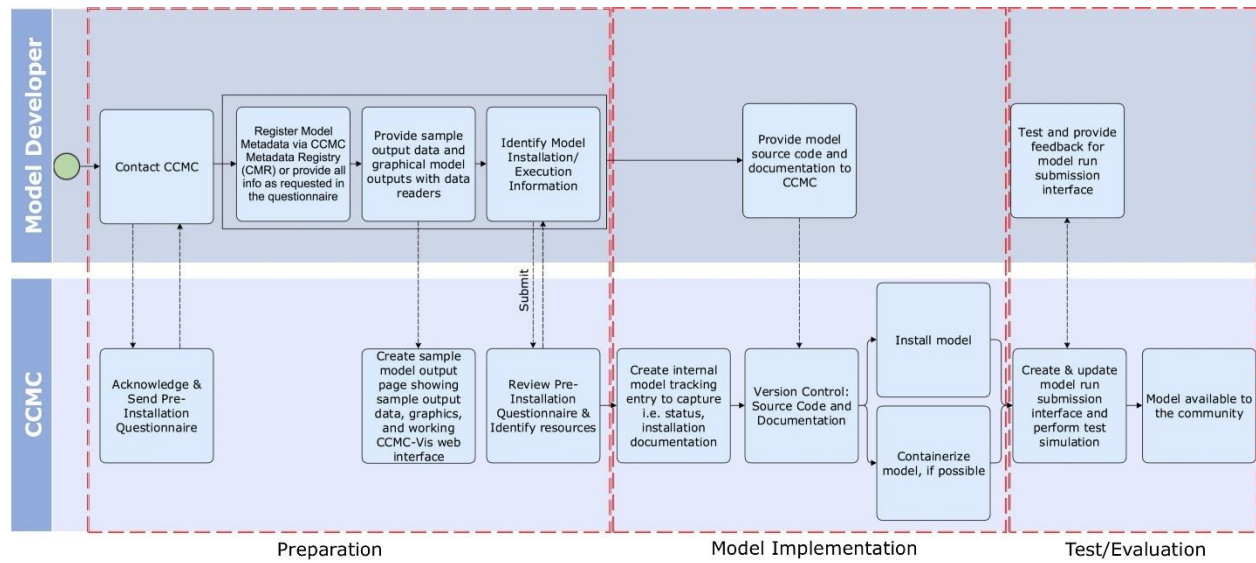 Model Developer
Contact CCMC
Register Model
Metadata via CCMC
Metadata Registry
(CMR) or provide all
info as requested in
the questionnaire
Provide sample
output data and
graphical model
outputs with data
readers
Identify Model
Installation/
Execution
Information
Provide model
source code and
documentation to
CCMC
Test and provide
feedback for
model run
submission
interface
Submit
CCMC
Acknowledge &
Send Pre-
Installation
Questionnaire
Create sample
model output
page showing
sample output
data, graphics,
and working
CCMC-Vis web
interface
Review Pre-
Installation
Questionnaire &
Identify resources
Create internal
model tracking
entry to capture
i.e. status,
installation
documentation
Version Control:
Source Code and
Documentation
Install model
Containerize
model, if possible
Create & update
model run
submission
interface and
perform test
simulation
Model available to
the community
Preparation
Model Implementation
Test/Evaluation